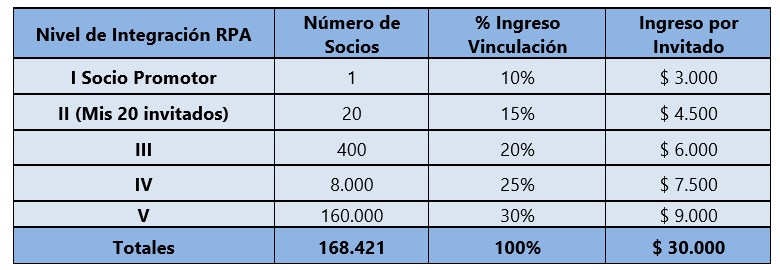 Nivel de Integración RPA | Número de Socios | % Ingreso Vinculación | Ingreso por Invitado
I Socio Promotor | 1 | 10% | $ 3.000
II (Mis 20 invitados) | 20 | 15% | $ 4.500
III | 400 | 20% | $ 6.000
IV | 8.000 | 25% | $ 7.500
V | 160.000 | 30% | $ 9.000
Totales | 168.421 | 100% | $ 30.000